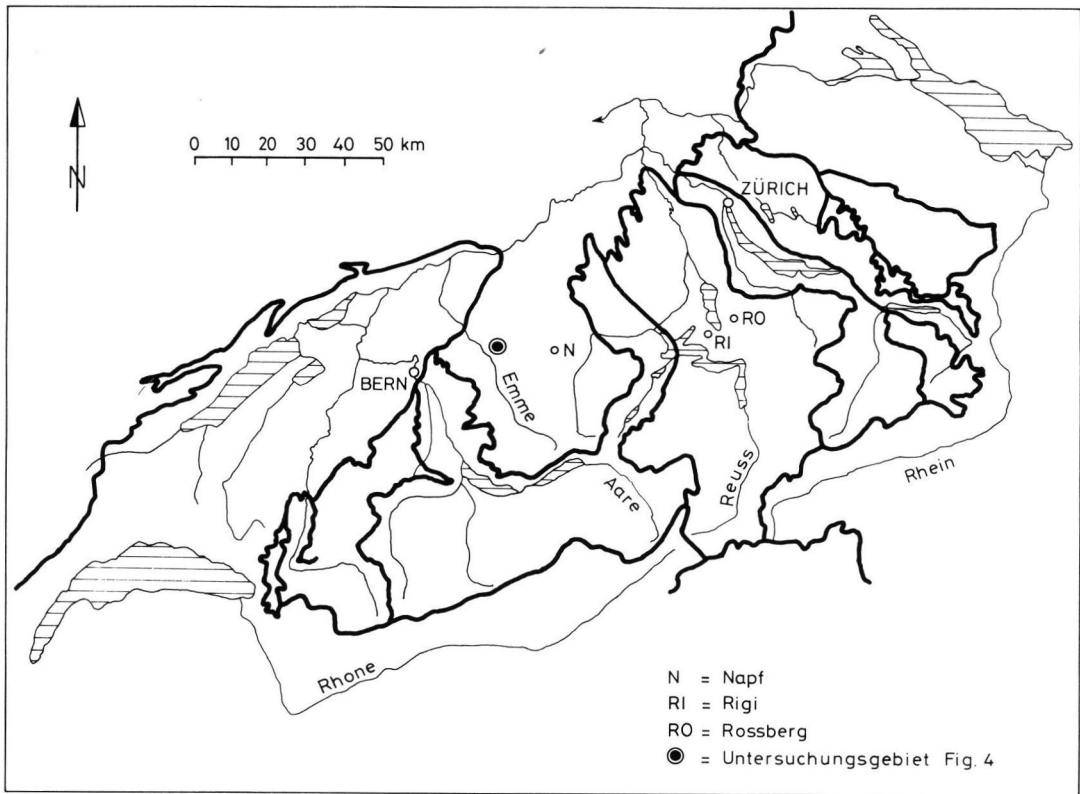 N
0 10 20 30 40 50 km
ZÜRICH
RO
RI
N
BERN
Emme
Aare
Reuss
Rhein
Rhone
N = Napf
RI = Rigi
RO = Rossberg
= Untersuchungsgebiet Fig. 4